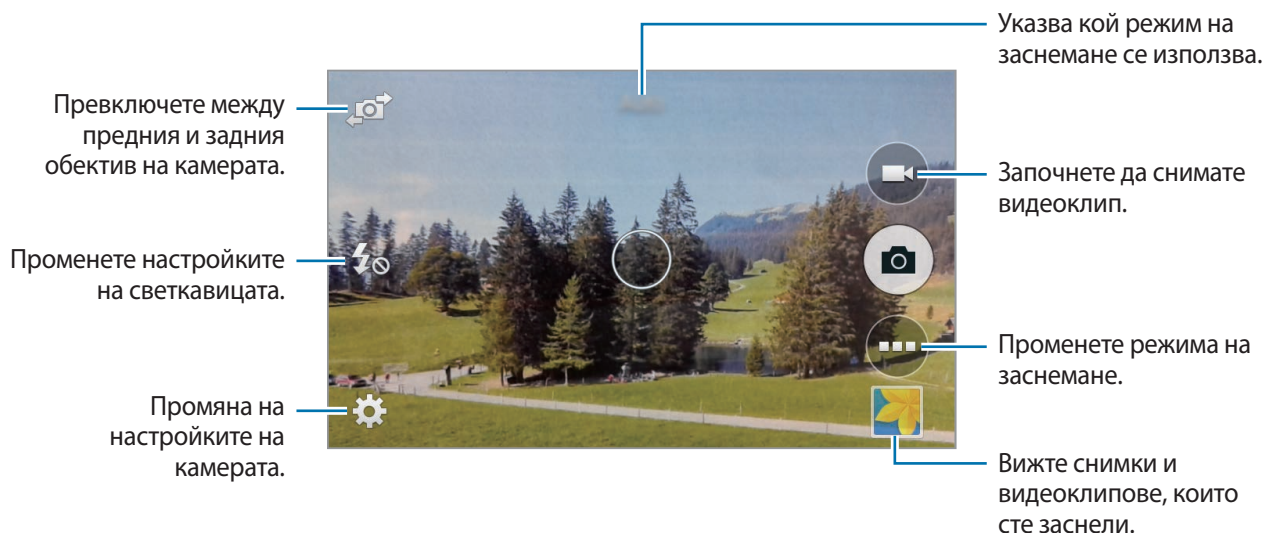 Указва кой режим на
заснемане се използва.
Превключете между
предния и задния
обектив на камерата.
Започнете да снимате
видеоклип.
Променете настройките
на светкавицата.
Променете режима на
заснемане.
Промяна на
настройките на
камерата.
Вижте снимки и
видеоклипове, които
сте заснели.